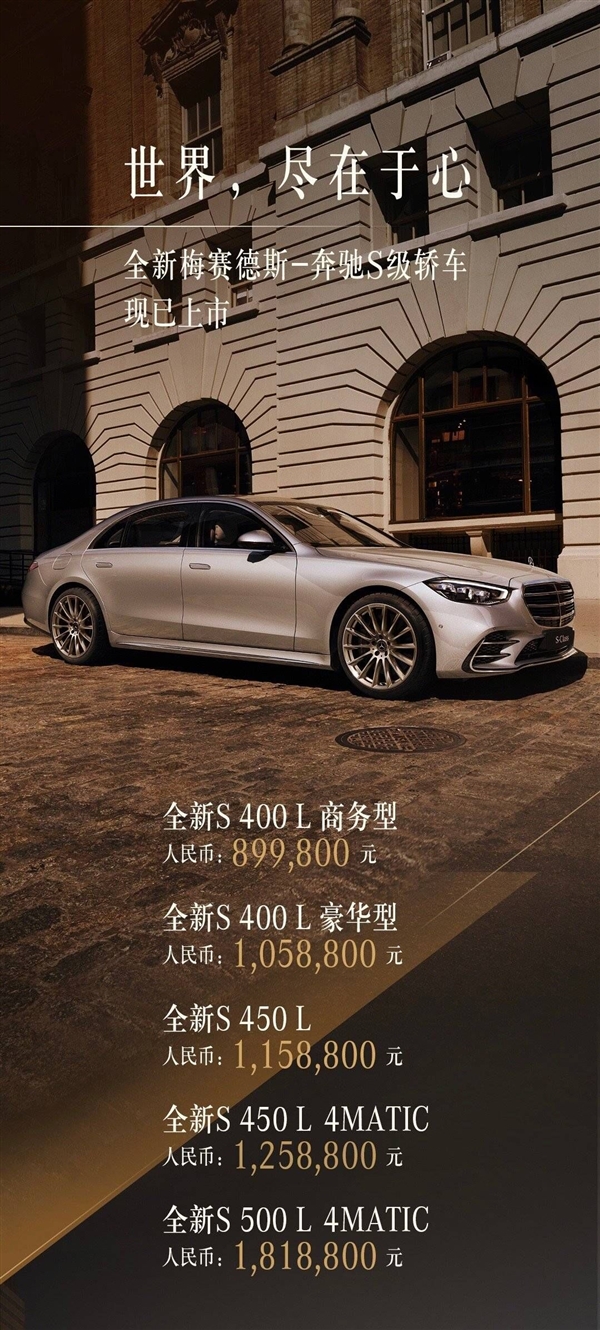 世界，尽在于心
全新梅赛德斯-奔驰S级轿车
现已上市
S-Class
全新S 400 L 商务型
人民币：899,800 元
全新S 400 L 豪华型
人民币：1,058,800 元
全新S 450 L
人民币：1,158,800 元
全新S 450 L 4MATIC
人民币：1,258,800 元
全新S 500 L 4MATIC
人民币：1,818,800 元